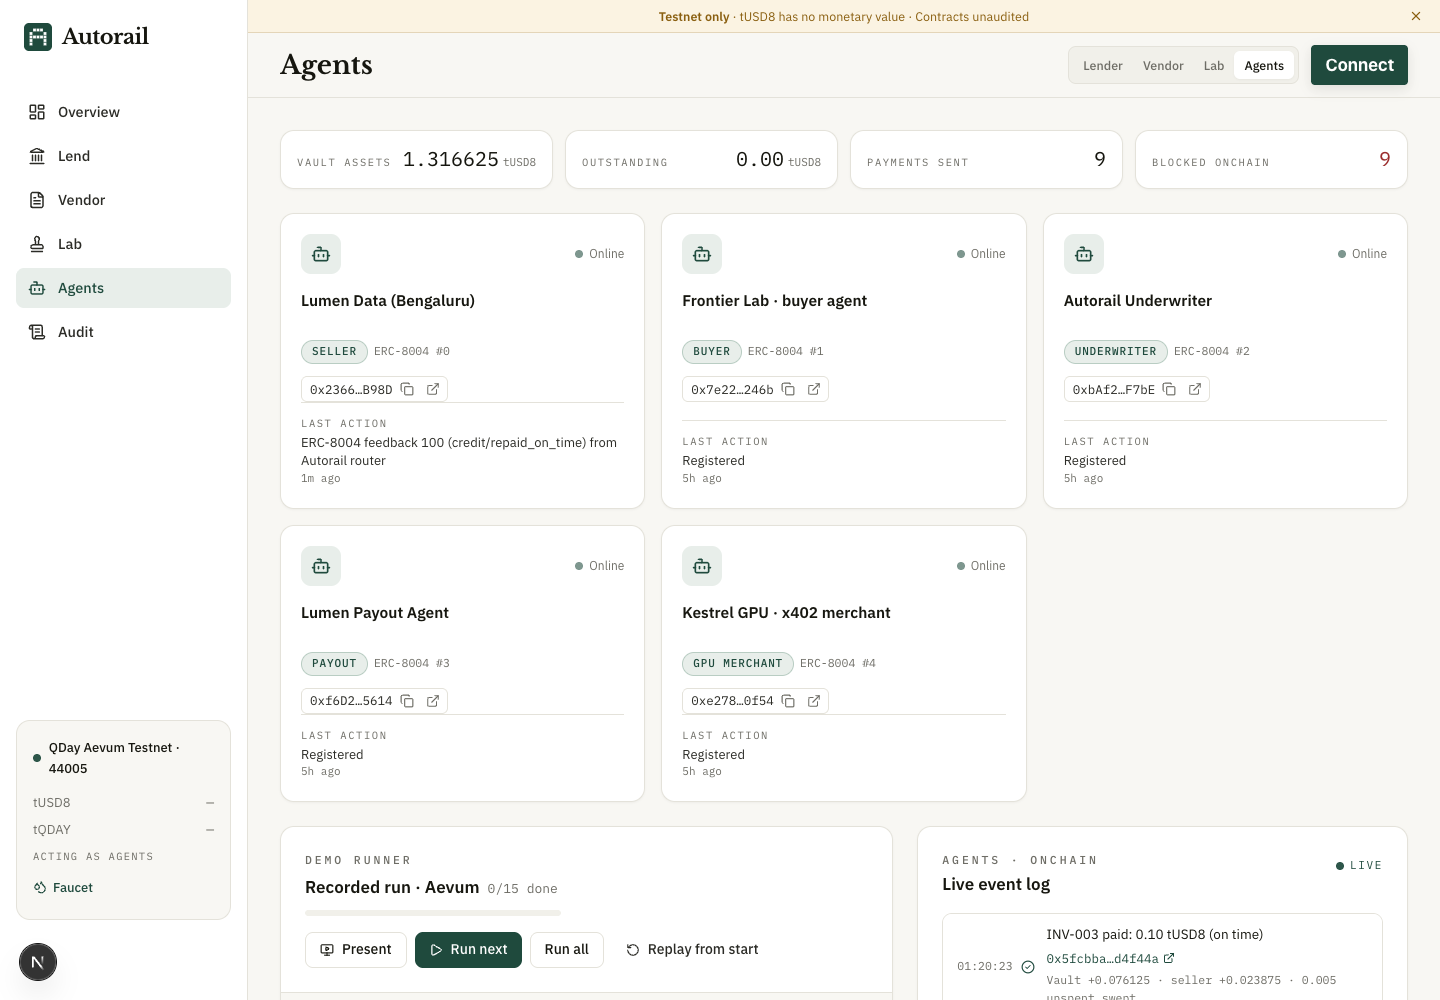 Autorail
Overview
Lend
Vendor
Lab
Agents
Audit
QDay Aevum Testnet ·
44005
tUSD8 –
tQDAY –
ACTING AS AGENTS
Faucet
N
Testnet only · tUSD8 has no monetary value · Contracts unaudited
Agents
Lender Vendor Lab Agents
Connect
VAULT ASSETS 1.316625 tUSD8
OUTSTANDING 0.00 tUSD8
PAYMENTS SENT 9
BLOCKED ONCHAIN 9
Online
Lumen Data (Bengaluru)
SELLER ERC-8004 #0
0x2366…B98D
LAST ACTION
ERC-8004 feedback 100 (credit/repaid_on_time) from
Autorail router
1m ago
Online
Frontier Lab · buyer agent
BUYER ERC-8004 #1
0x7e22…246b
LAST ACTION
Registered
5h ago
Online
Autorail Underwriter
UNDERWRITER ERC-8004 #2
0xbAf2…F7bE
LAST ACTION
Registered
5h ago
Online
Lumen Payout Agent
PAYOUT ERC-8004 #3
0xf6D2…5614
LAST ACTION
Registered
5h ago
Online
Kestrel GPU · x402 merchant
GPU MERCHANT ERC-8004 #4
0xe278…0f54
LAST ACTION
Registered
5h ago
DEMO RUNNER
Recorded run · Aevum 0/15 done
Present Run next Run all Replay from start
AGENTS · ONCHAIN
LIVE
Live event log
INV-003 paid: 0.10 tUSD8 (on time)
01:20:23
0x5fcbba…d4f44a
Vault +0.076125 · seller +0.023875 · 0.005
unspent swept